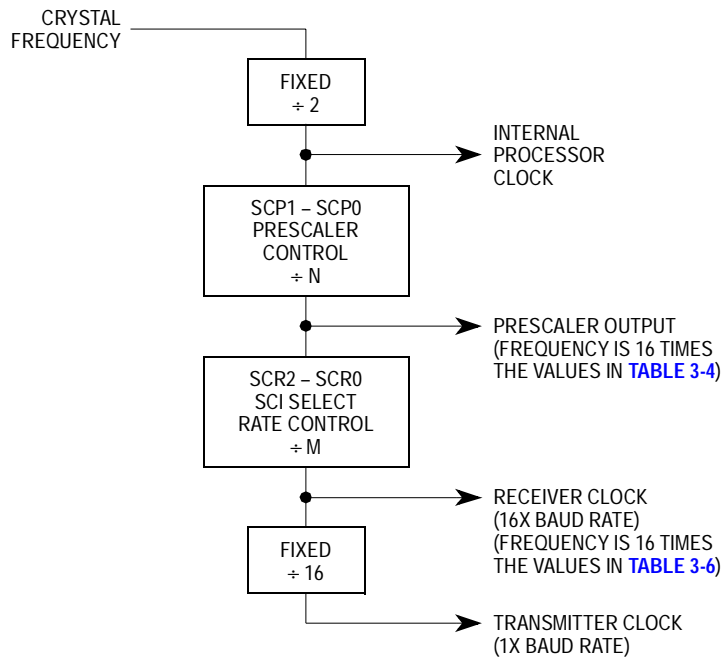 CRYSTAL
FREQUENCY
FIXED
÷ 2
INTERNAL
PROCESSOR
CLOCK
SCP1 – SCP0
PRESCALER
CONTROL
÷ N
PRESCALER OUTPUT
(FREQUENCY IS 16 TIMES
THE VALUES IN TABLE 3-4)
SCR2 – SCR0
SCI SELECT
RATE CONTROL
÷ M
RECEIVER CLOCK
(16X BAUD RATE)
(FREQUENCY IS 16 TIMES
THE VALUES IN TABLE 3-6)
FIXED
÷ 16
TRANSMITTER CLOCK
(1X BAUD RATE)